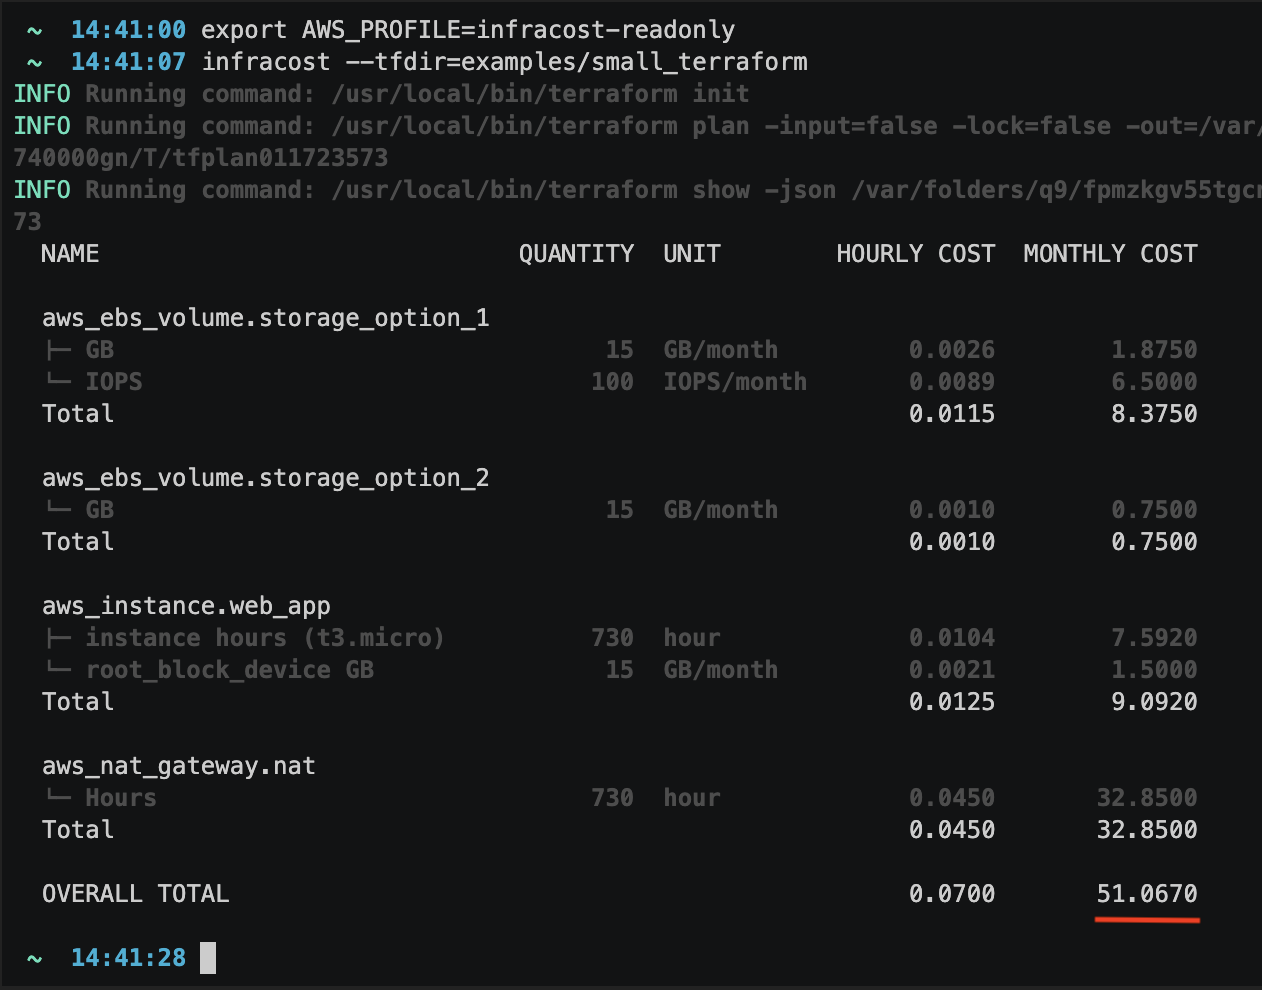 ~ 14:41:00 export AWS_PROFILE=infracost-readonly
~ 14:41:07 infracost --tfdir=examples/small_terraform
INFO Running command: /usr/local/bin/terraform init
INFO Running command: /usr/local/bin/terraform plan -input=false -lock=false -out=/var/
740000gn/T/tfplan011723573
INFO Running command: /usr/local/bin/terraform show -json /var/folders/q9/fpmzkgv55tgcr
73
NAME QUANTITY UNIT HOURLY COST MONTHLY COST
aws_ebs_volume.storage_option_1
├─ GB 15 GB/month 0.0026 1.8750
└─ IOPS 100 IOPS/month 0.0089 6.5000
Total 0.0115 8.3750
aws_ebs_volume.storage_option_2
└─ GB 15 GB/month 0.0010 0.7500
Total 0.0010 0.7500
aws_instance.web_app
├─ instance hours (t3.micro) 730 hour 0.0104 7.5920
└─ root_block_device GB 15 GB/month 0.0021 1.5000
Total 0.0125 9.0920
aws_nat_gateway.nat
└─ Hours 730 hour 0.0450 32.8500
Total 0.0450 32.8500
OVERALL TOTAL 0.0700 51.0670
~ 14:41:28